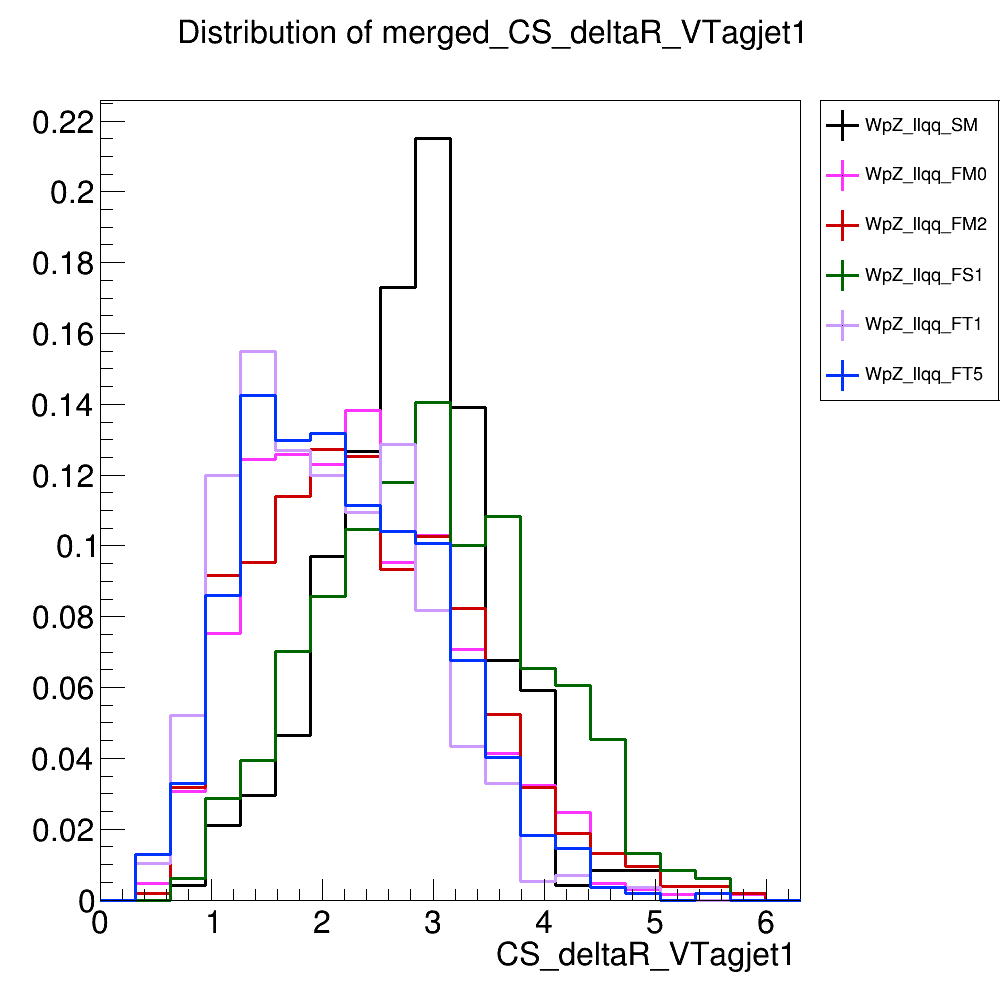 Distribution of merged_CS_deltaR_VTagjet1
0.22
0.2
0.18
0.16
0.14
0.12
0.1
0.08
0.06
0.04
0.02
0
0 1 2 3 4 5 6
CS_deltaR_VTagjet1
WpZ_llqq_SM
WpZ_llqq_FM0
WpZ_llqq_FM2
WpZ_llqq_FS1
WpZ_llqq_FT1
WpZ_llqq_FT5